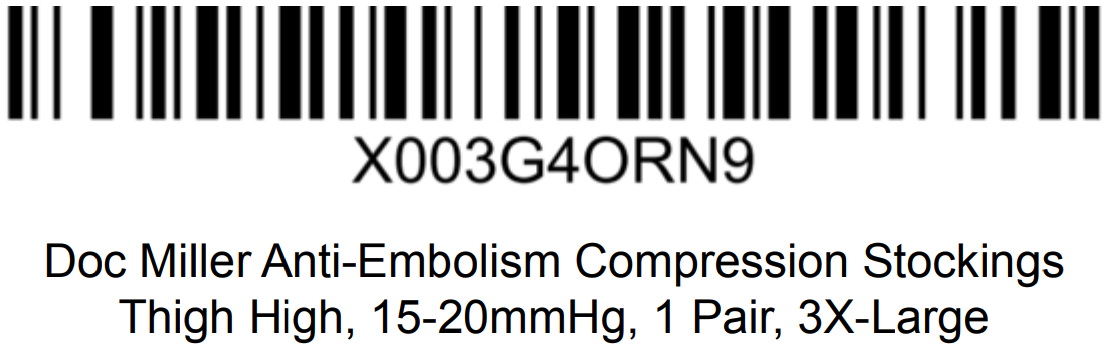 X003G4ORN9
Doc Miller Anti-Embolism Compression Stockings
Thigh High, 15-20mmHg, 1 Pair, 3X-Large